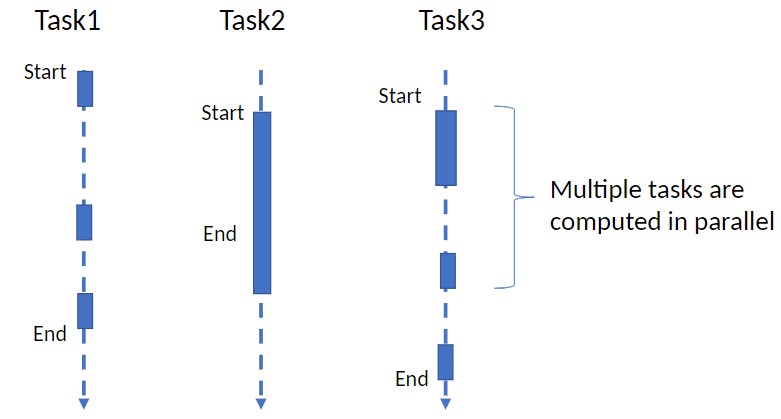 Task1 Task2 Task3
Start
Start
Start
Multiple tasks are
computed in parallel
End
End
End